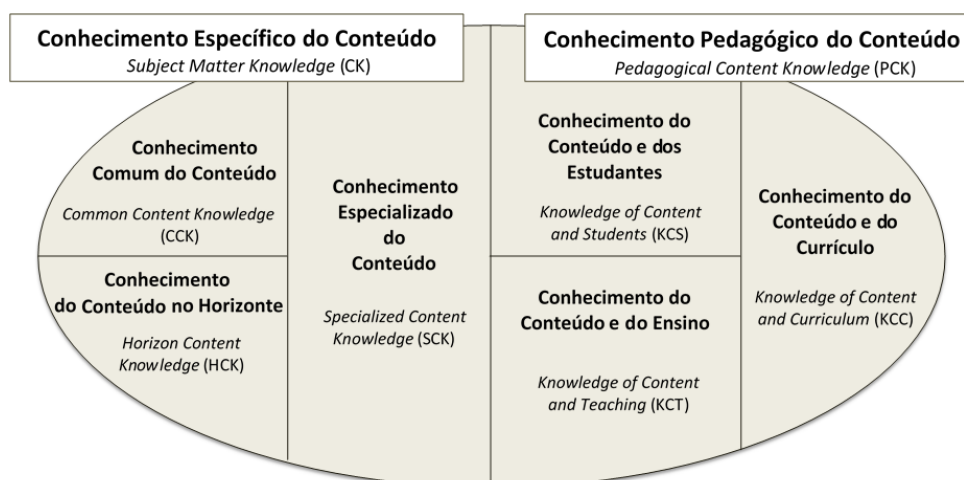 Conhecimento Específico do Conteúdo
Subject Matter Knowledge (CK)
Conhecimento Pedagógico do Conteúdo
Pedagogical Content Knowledge (PCK)
Conhecimento
Comum do Conteúdo
Common Content Knowledge
(CCK)
Conhecimento
do Conteúdo no Horizonte
Horizon Content
Knowledge (HCK)
Conhecimento
Especializado
do
Conteúdo
Specialized Content
Knowledge (SCK)
Conhecimento do
Conteúdo e dos
Estudantes
Knowledge of Content
and Students (KCS)
Conhecimento do
Conteúdo e do Ensino
Knowledge of Content
and Teaching (KCT)
Conhecimento do
Conteúdo e do
Currículo
Knowledge of Content
and Curriculum (KCC)